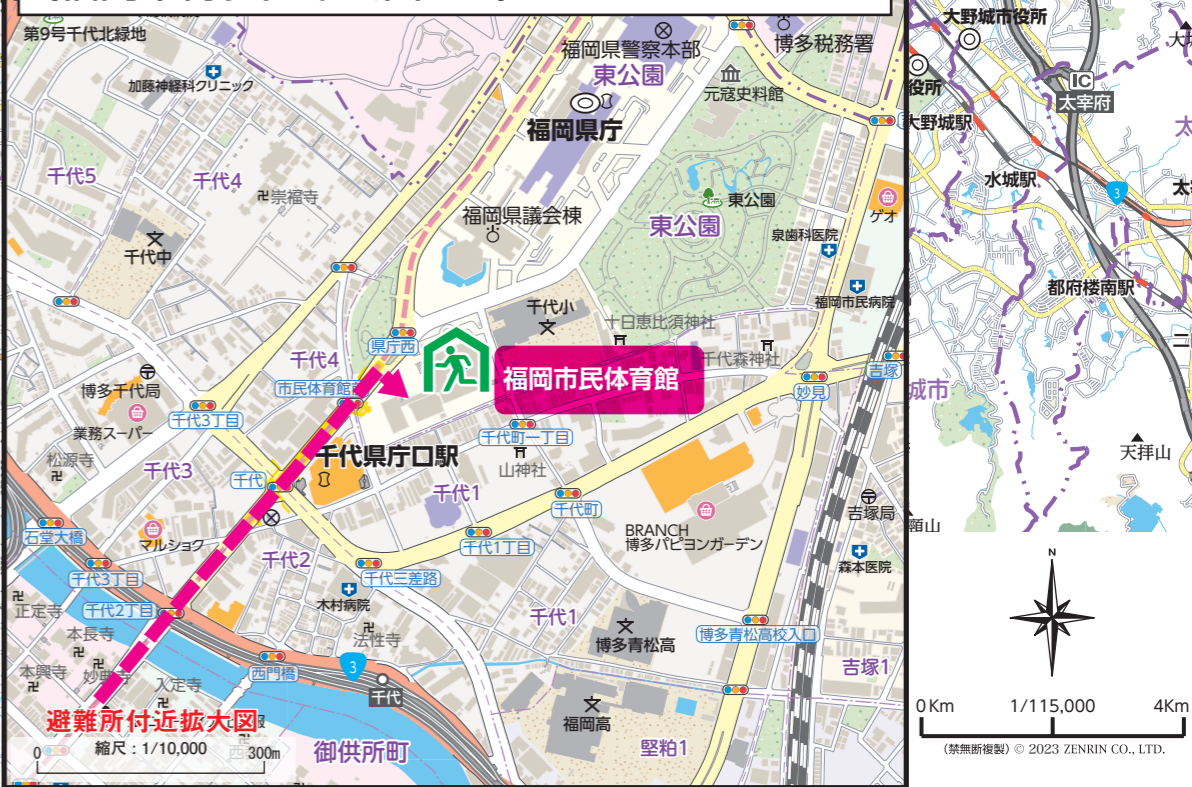 第9号千代北緑地
加藤神経科クリニック
福岡県警察本部
東公園
博多税務署
元寇史料館
福岡県庁
千代5
千代4
崇福寺
千代中
福岡県議会棟
東公園
東公園
ゲオ
泉歯科医院
福岡市民病院
千代小
十日恵比須神社
千代森神社
県庁西
千代4
市民体育館前
福岡市民体育館
吉塚
妙見
博多千代局
業務スーパー
千代3丁目
松源寺
千代3
千代
千代県庁口駅
千代町一丁目
山神社
千代1
千代町
BRANCH
博多パピヨンガーデン
吉塚局
森本医院
石堂大橋
マルショク
千代3丁目
千代2
千代1丁目
千代三差路
木村病院
正定寺
千代2丁目
本長寺
法性寺
千代1
博多青松高
博多青松高校入口
本興寺
妙典寺
入定寺
西門橋
3
千代
吉塚1
福岡高
堅粕1
御供所町
避難所付近拡大図
縮尺:1/10,000
0
300m
大野城市役所
役所
IC
太宰府
大野城駅
水城駅
3
都府楼南駅
城市
天拝山
N
0Km
1/115,000
4Km
(禁無断複製) © 2023 ZENRIN CO., LTD.